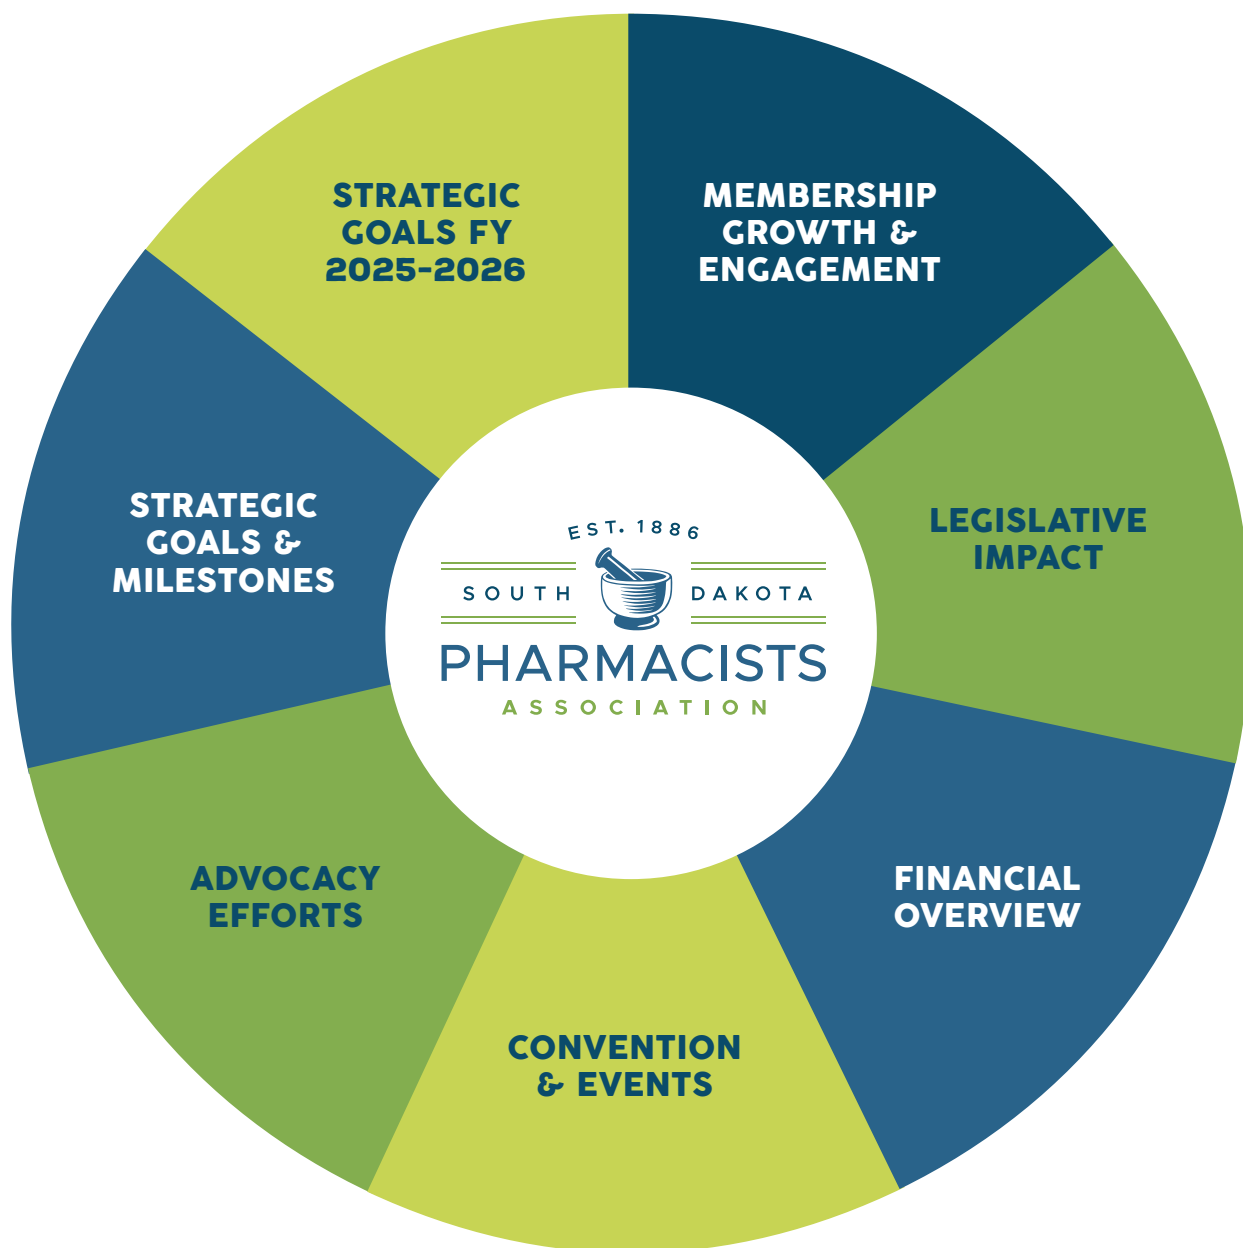 STRATEGIC
GOALS FY
2025-2026
MEMBERSHIP
GROWTH &
ENGAGEMENT
LEGISLATIVE
IMPACT
FINANCIAL
OVERVIEW
CONVENTION
& EVENTS
ADVOCACY
EFFORTS
STRATEGIC
GOALS &
MILESTONES
EST. 1886
SOUTH DAKOTA
PHARMACISTS
ASSOCIATION